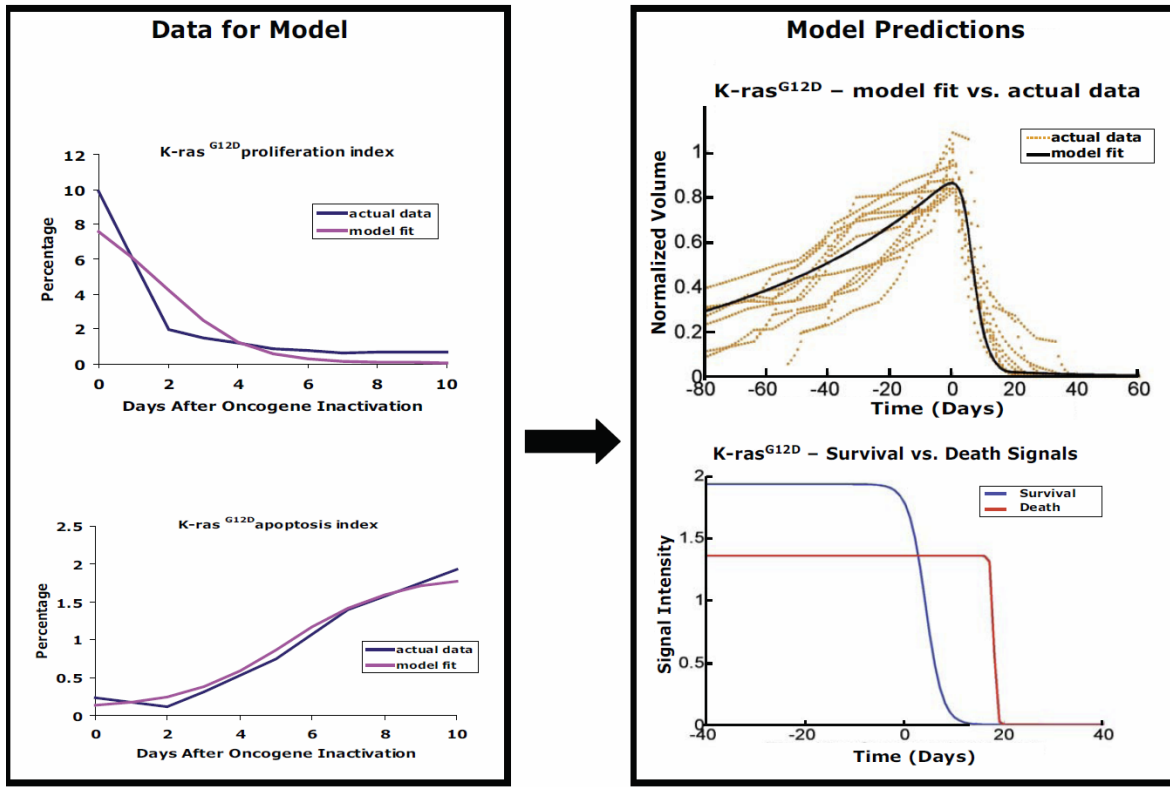 Data for Model
K-ras G12D proliferation index
12
10
8
6
4
2
0
Percentage
actual data
model fit
0 2 4 6 8 10
Days After Oncogene Inactivation
K-ras G12D apoptosis index
2.5
2
1.5
1
0.5
0
Percentage
actual data
model fit
0 2 4 6 8 10
Days After Oncogene Inactivation
Model Predictions
K-ras^G12D – model fit vs. actual data
1
0.8
0.6
0.4
0.2
0
Normalized Volume
actual data
model fit
-80 -60 -40 -20 0 20 40 60
Time (Days)
K-ras^G12D – Survival vs. Death Signals
2
1.5
1
0.5
0
Signal Intensity
Survival
Death
-40 -20 0 20 40
Time (Days)